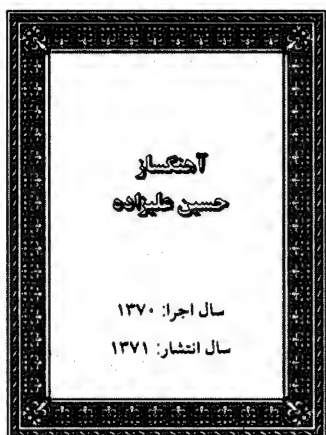 آهنگساز
حسین علیزاده
سال اجرا: ۱۳۷۰
سال انتشار: ۱۳۷۱